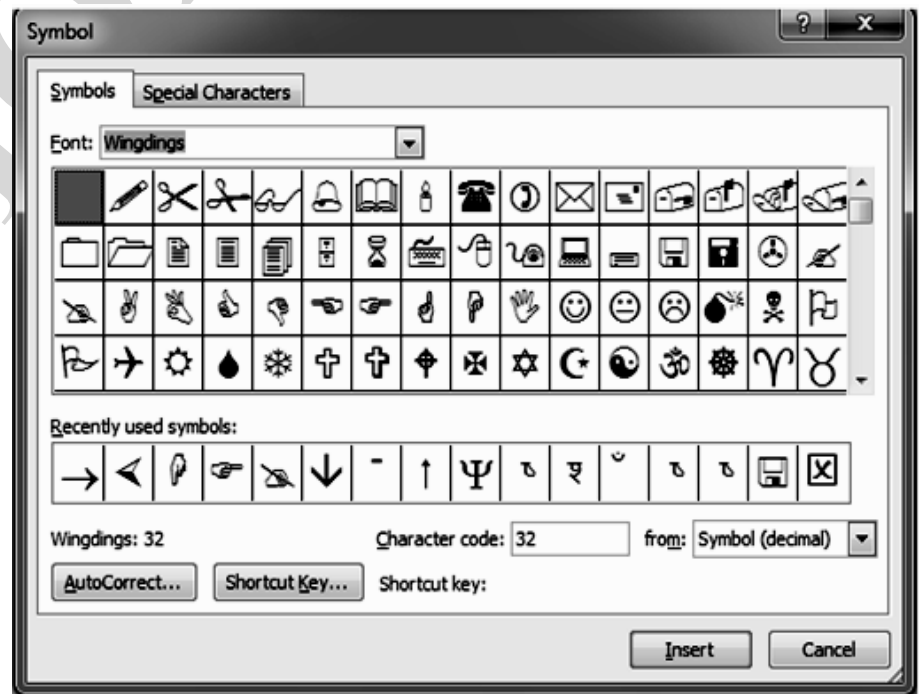 Symbol
Symbols Special Characters
Font: Wingdings
Recently used symbols:
Wingdings: 32 Character code: 32 from: Symbol (decimal)
AutoCorrect... Shortcut Key... Shortcut key:
Insert Cancel